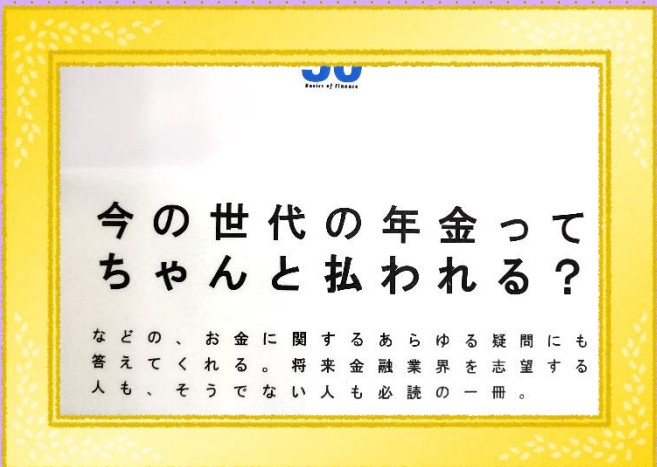 Basics of Finance
今の世代の年金って
ちゃんと払われる？
などの、お金に関するあらゆる疑問にも
答えてくれる。将来金融業界を志望する
人も、そうでない人も必読の一冊。